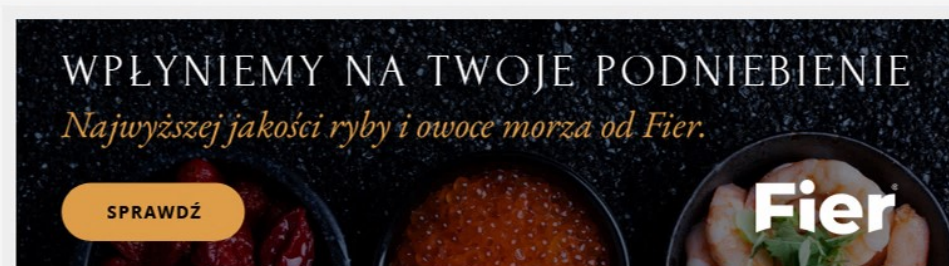 WPŁYNIEMY NA TWOJE PODNIEBIENIE
Najwyższej jakości ryby i owoce morza od Fier.
SPRAWDŹ
Fier®